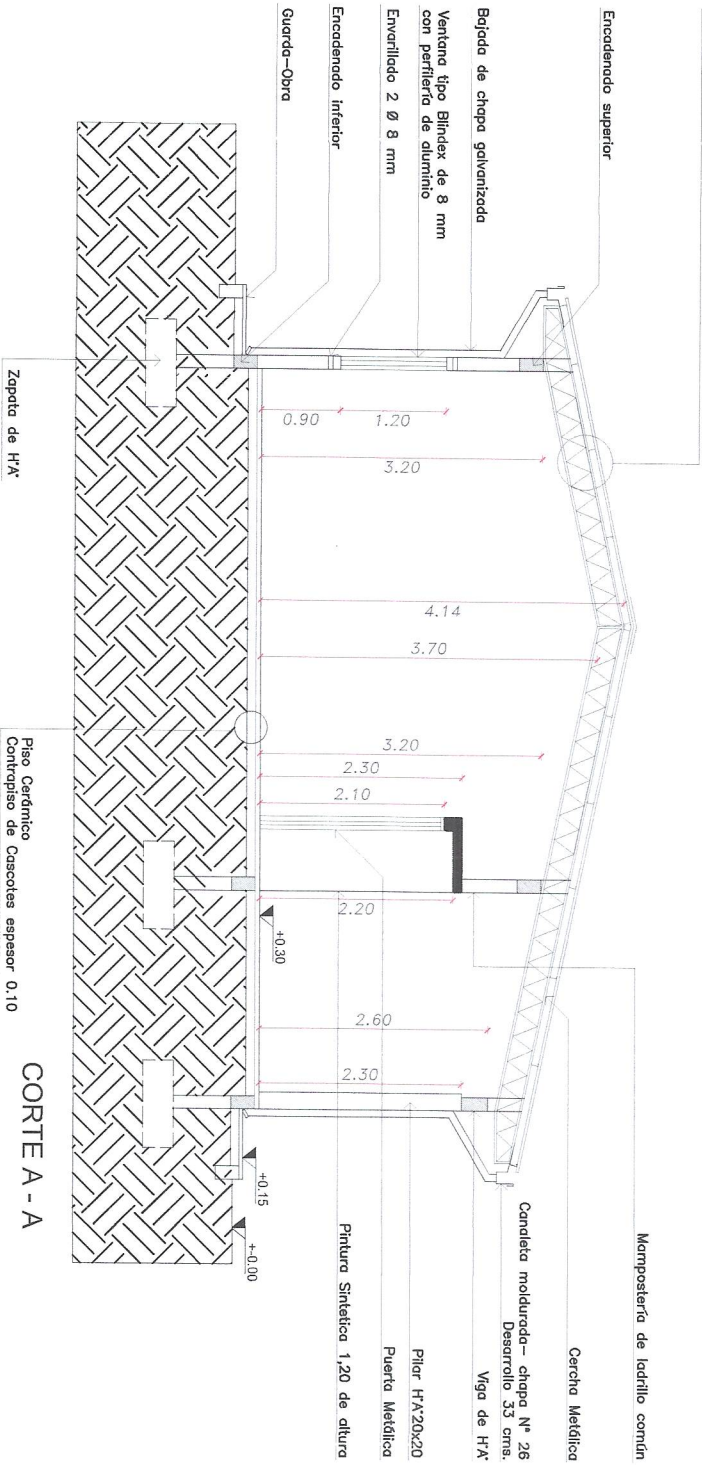 Encadenado superior
Bajada de chapa galvanizada
Ventana tipo Blindex de 8 mm
con perfilería de aluminio
Envarillado 2 Ø 8 mm
Encadenado inferior
Guarda-Obra
Zapata de H'A'
0.90
1.20
3.20
4.14
3.70
3.20
2.30
2.10
2.20
+0.30
2.60
2.30
+0.15
+-0.00
Mampostería de ladrillo común
Cercha Metálica
Canaleta moldurada- chapa Nº 26
Desarrollo 33 cms.
Viga de H'A'
Pilar H'A'20x20
Puerta Metálica
Pintura Sintetica 1,20 de altura
Piso Cerámico
Contrapiso de Cascotes espesor 0.10
CORTE A - A